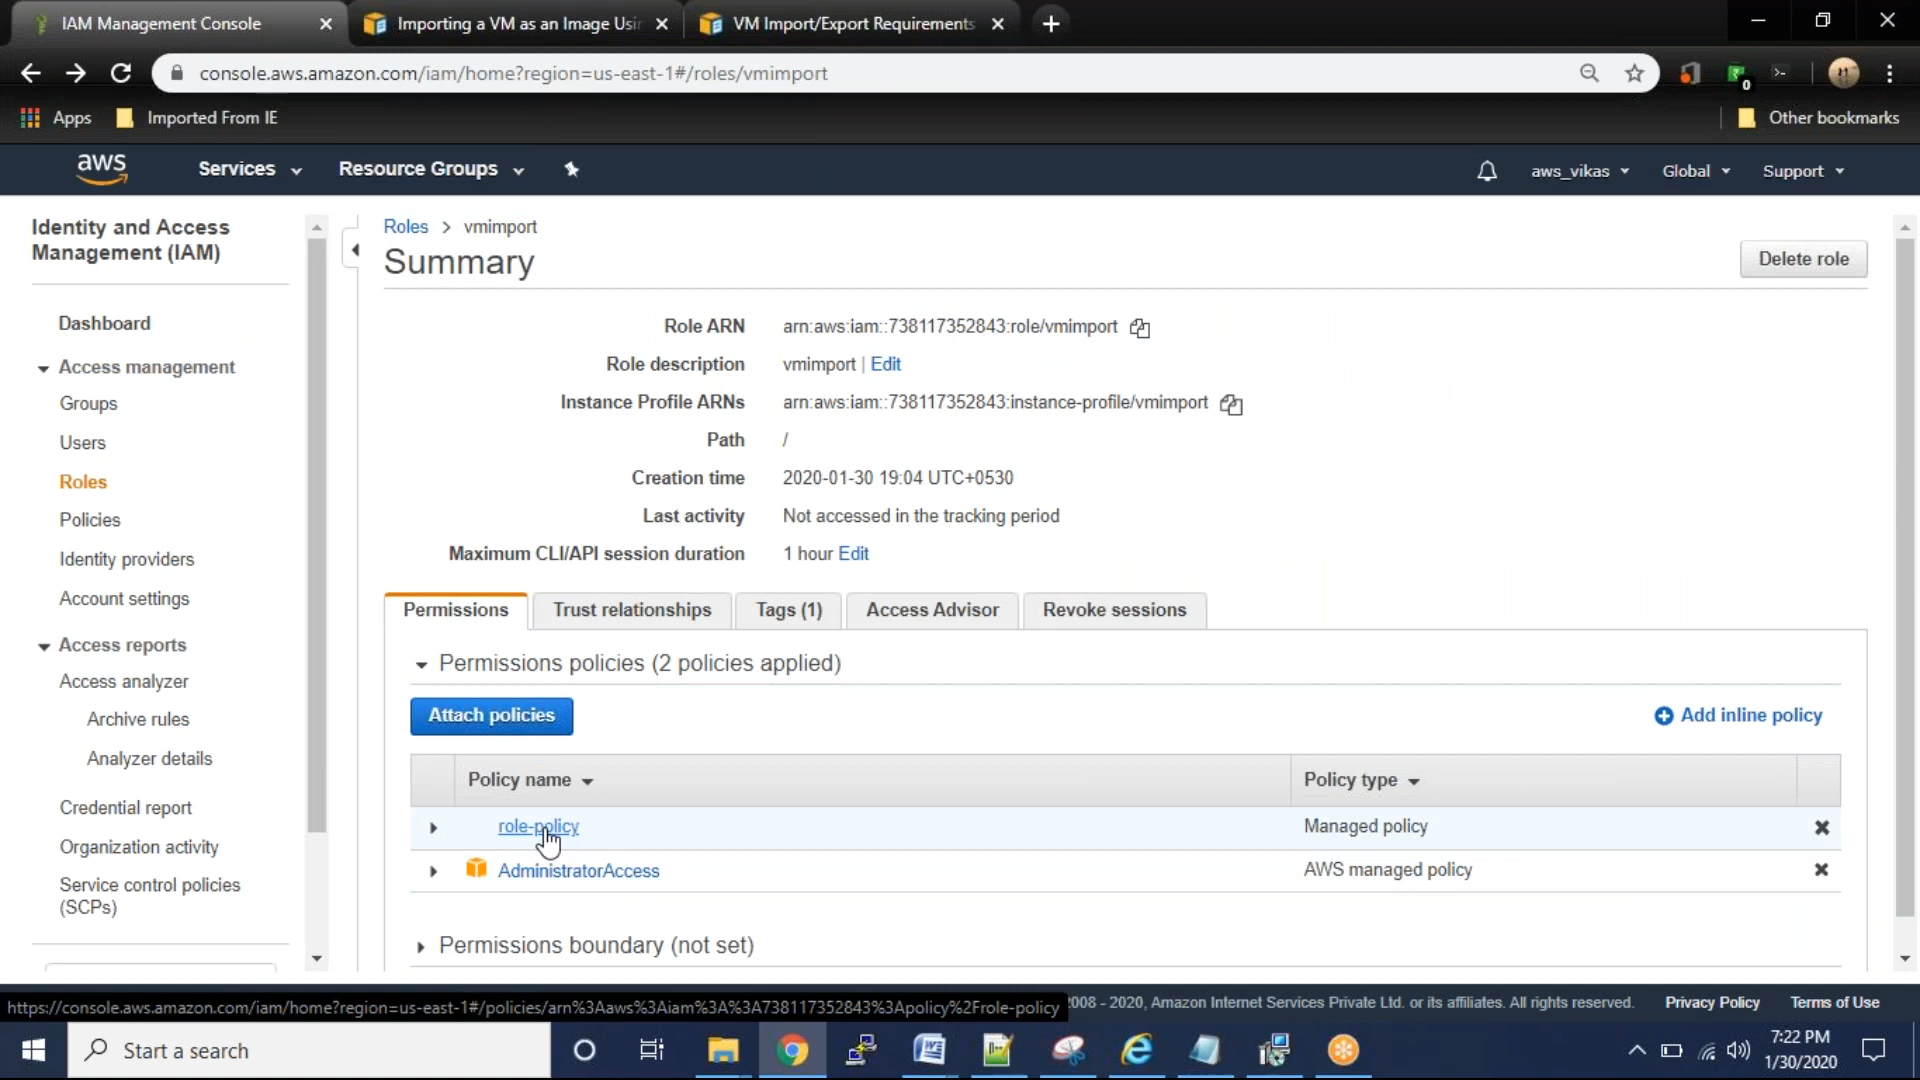 IAM Management Console
Importing a VM as an Image Usin
VM Import/Export Requirements
console.aws.amazon.com/iam/home?region=us-east-1#/roles/vmimport
0
Apps
Imported From IE
Other bookmarks
aws
Services
Resource Groups
aws_vikas
Global
Support
Identity and Access
Management (IAM)
Dashboard
Access management
Groups
Users
Roles
Policies
Identity providers
Account settings
Access reports
Access analyzer
Archive rules
Analyzer details
Credential report
Organization activity
Service control policies
(SCPs)
Roles > vmimport
Summary
Delete role
Role ARN arn:aws:iam::738117352843:role/vmimport
Role description vmimport | Edit
Instance Profile ARNs arn:aws:iam::738117352843:instance-profile/vmimport
Path /
Creation time 2020-01-30 19:04 UTC+0530
Last activity Not accessed in the tracking period
Maximum CLI/API session duration 1 hour Edit
Permissions Trust relationships Tags (1) Access Advisor Revoke sessions
Permissions policies (2 policies applied)
Attach policies
Add inline policy
Policy name Policy type
role-policy Managed policy
AdministratorAccess AWS managed policy
Permissions boundary (not set)
https://console.aws.amazon.com/iam/home?region=us-east-1#/policies/arn%3Aaws%3Aiam%3A%3A738117352843%3Apolicy%2Frole-policy
2008 - 2020, Amazon Internet Services Private Ltd. or its affiliates. All rights reserved. Privacy Policy Terms of Use
Start a search
7:22 PM
1/30/2020